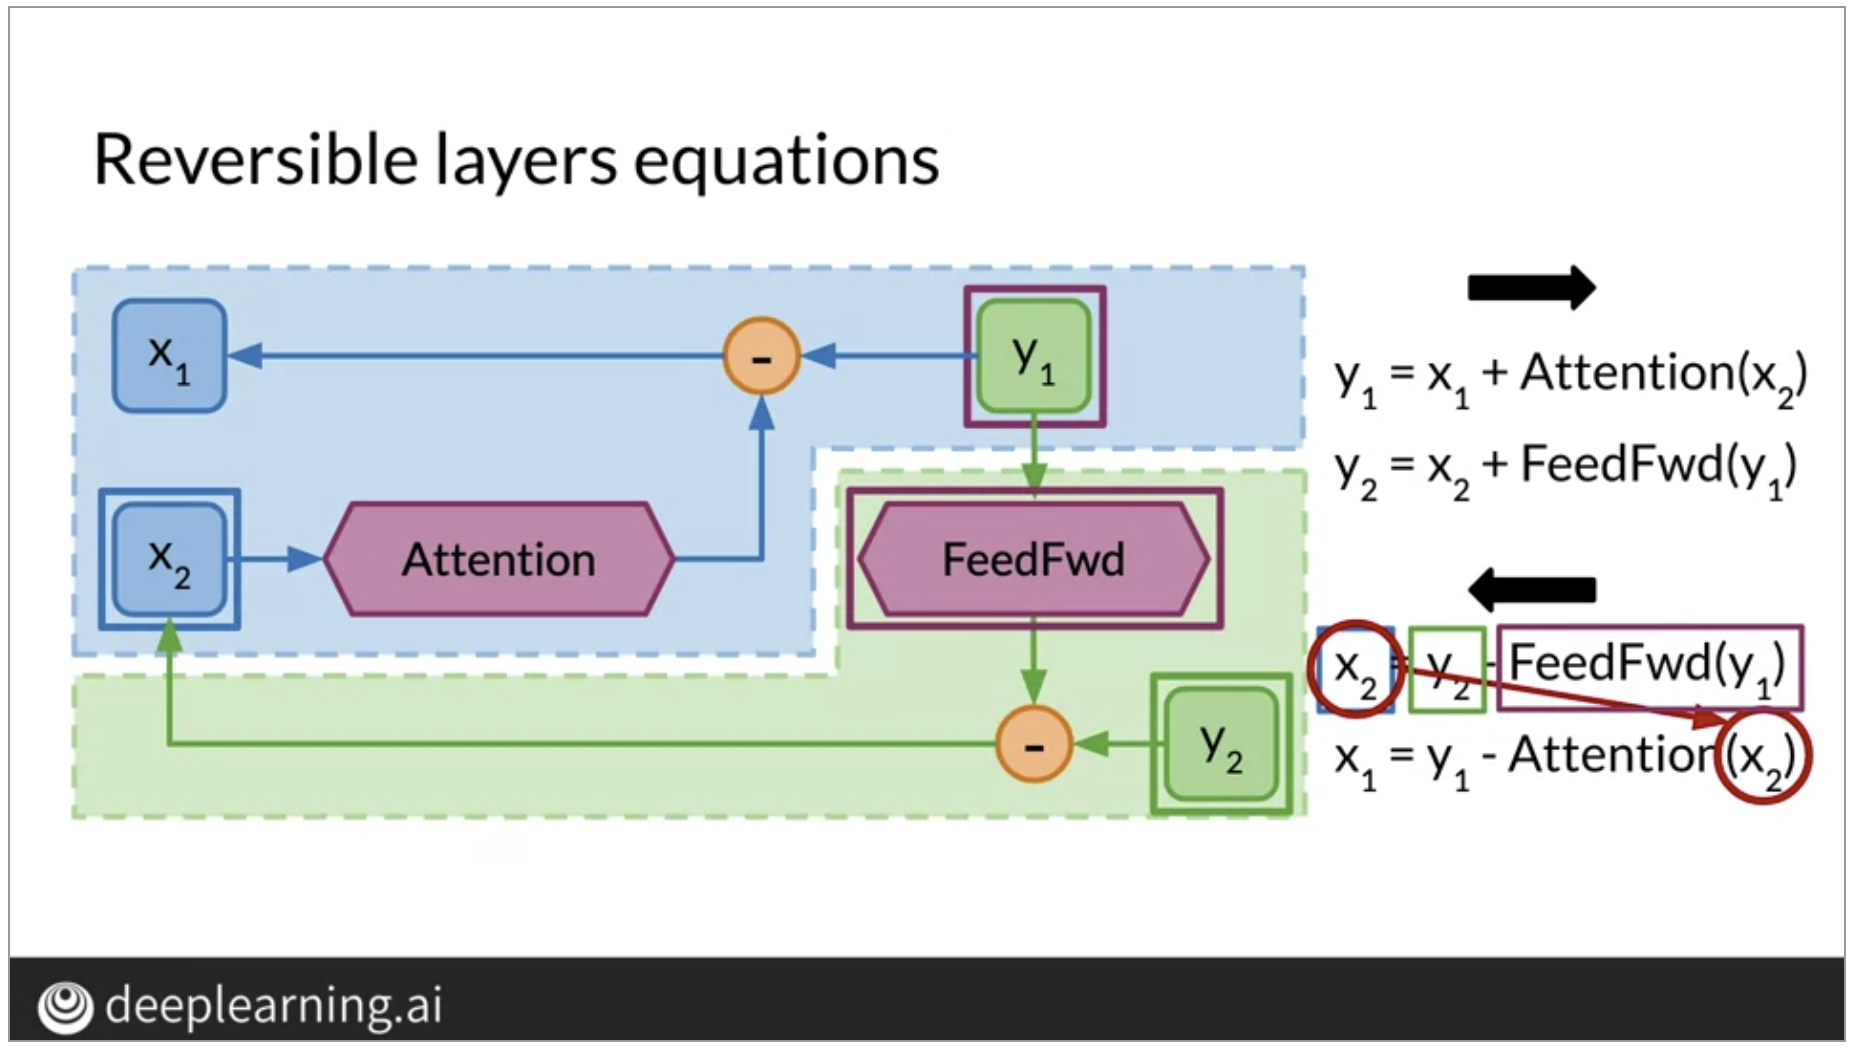 Reversible layers equations
x₁
-
y₁
x₂
Attention
FeedFwd
-
y₂
y₁ = x₁ + Attention(x₂)
y₂ = x₂ + FeedFwd(y₁)
x₂ = y₂ - FeedFwd(y₁)
x₁ = y₁ - Attention(x₂)
deeplearning.ai